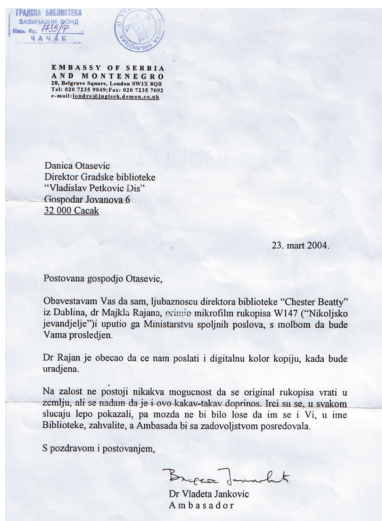 ГРАДСКА БИБЛИОТЕКА
ЗАВИЧАЈНИ ФОНД
Инв. бр. 1739/Р
ЧАЧАК
EMBASSY OF SERBIA
AND MONTENEGRO
28, Belgrave Square, London SW1X 8QB
Tel: 020 7235 9049; Fax: 020 7235 7092
e-mail: londre@jugisek.demon.co.uk
Danica Otasevic
Direktor Gradske biblioteke
“Vladislav Petkovic Dis”
Gospodar Jovanova 6
32 000 Cacak
23. mart 2004.
Postovana gospodjo Otasevic,
Obavestavam Vas da sam, ljubaznoscu direktora biblioteke “Chester Beatty”
iz Dablina, dr Majkla Rajana, primio mikrofilm rukopisa W147 (“Nikoljsko
jevandjelje”)i uputio ga Ministarstvu spoljnih poslova, s molbom da bude
Vama prosledjen.
Dr Rajan je obecao da ce nam poslati i digitalnu kolor kopiju, kada bude
uradjena.
Na zalost ne postoji nikakva mogucnost da se original rukopisa vrati u
zemlju, ali se nadam da je i ovo kakav-takav doprinos. Irci su se, u svakom
slucaju lepo pokazali, pa mozda ne bi bilo lose da im se i Vi, u ime
Biblioteke, zahvalite, a Ambasada bi sa zadovoljstvom posredovala.
S pozdravom i postovanjem,
Dr Vladeta Jankovic
Ambasador